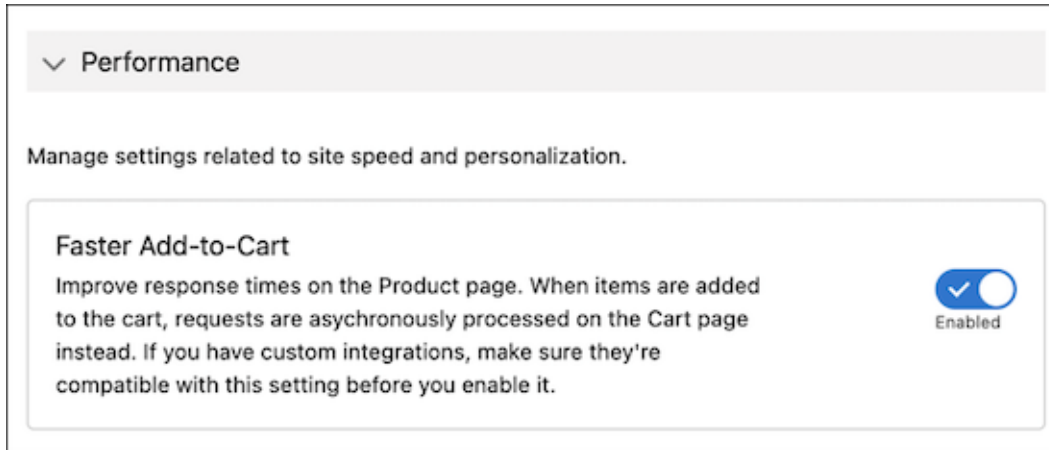 Performance
Manage settings related to site speed and personalization.
Faster Add-to-Cart
Improve response times on the Product page. When items are added
to the cart, requests are asychronously processed on the Cart page
instead. If you have custom integrations, make sure they're
compatible with this setting before you enable it.
Enabled